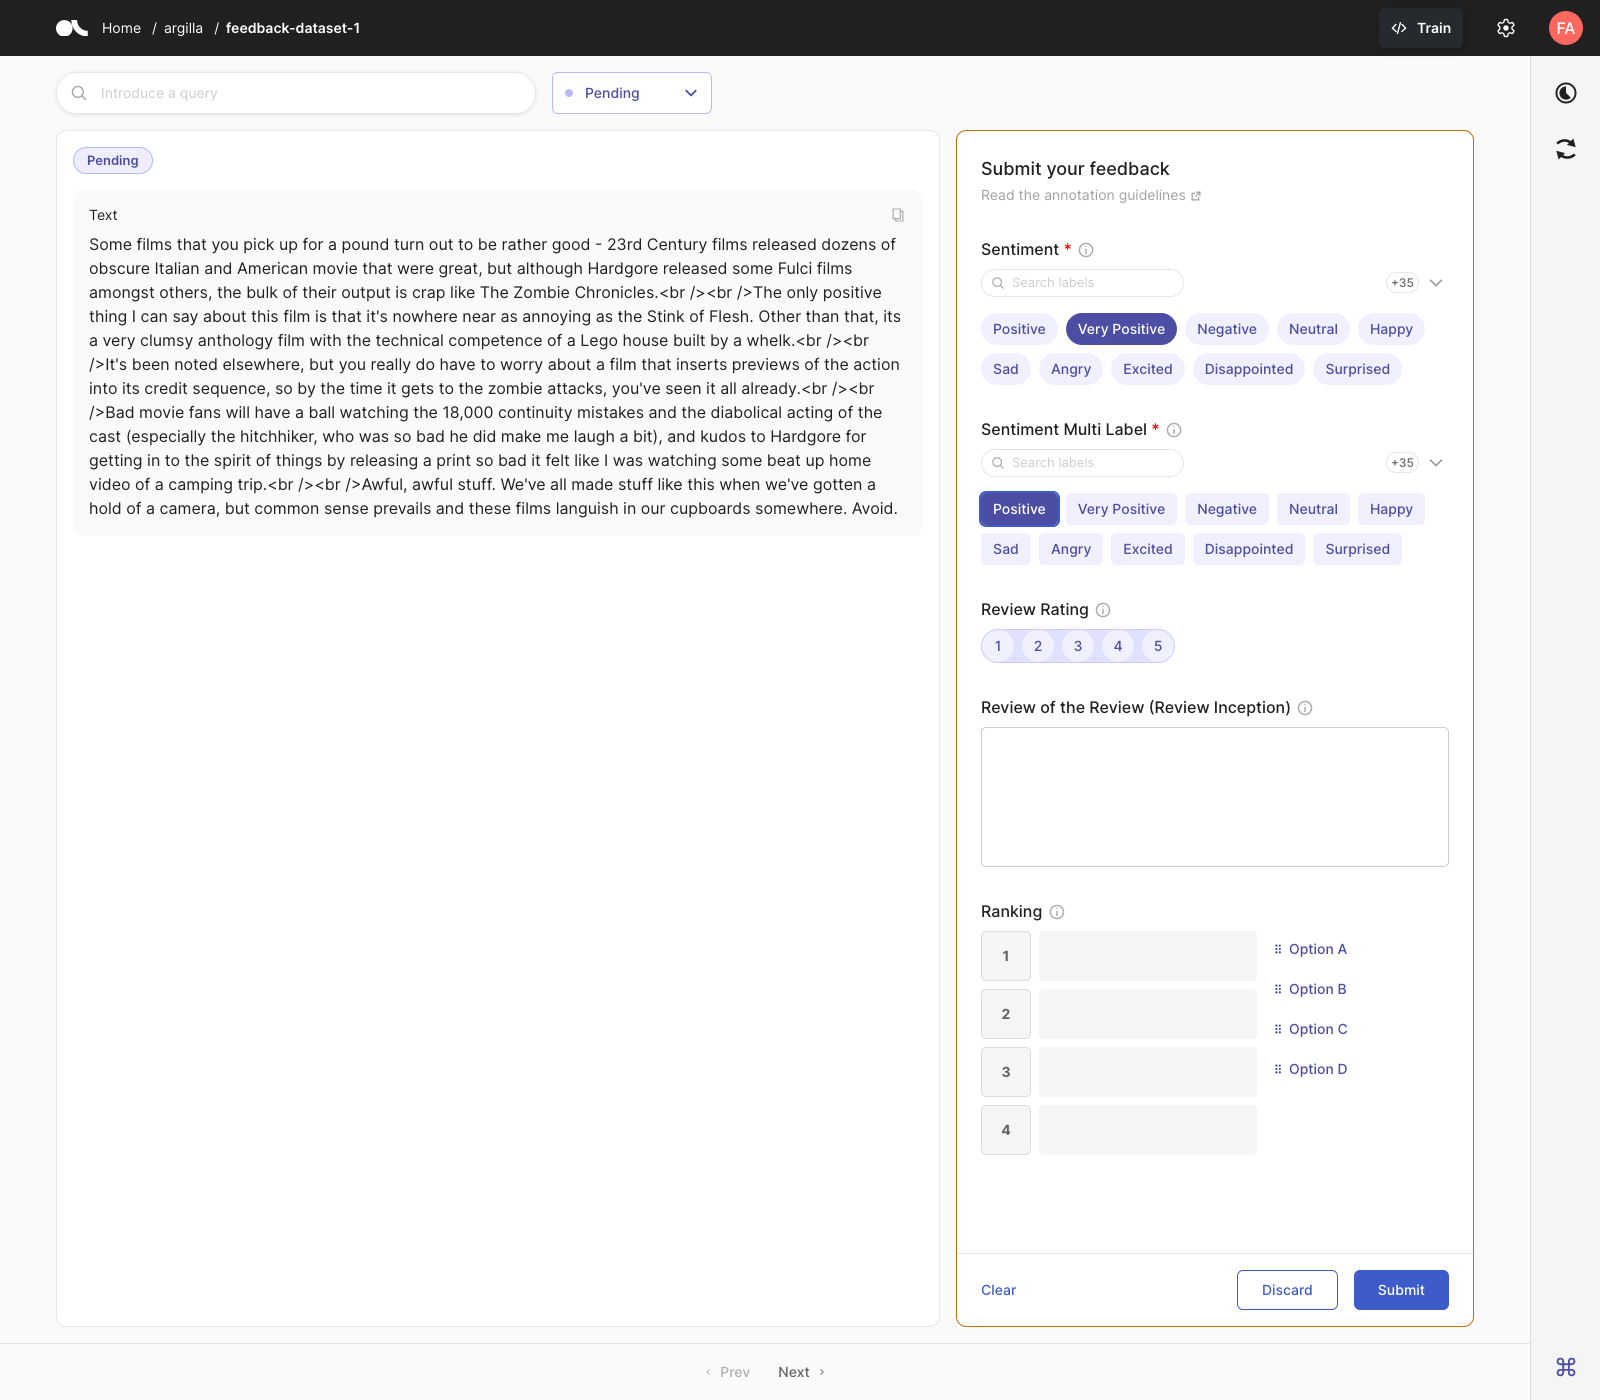 Home / argilla / feedback-dataset-1
Train
FA
Introduce a query
Pending
Pending
Text
Some films that you pick up for a pound turn out to be rather good - 23rd Century films released dozens of
obscure Italian and American movie that were great, but although Hardgore released some Fulci films
amongst others, the bulk of their output is crap like The Zombie Chronicles.<br /><br />The only positive
thing I can say about this film is that it's nowhere near as annoying as the Stink of Flesh. Other than that, its
a very clumsy anthology film with the technical competence of a Lego house built by a whelk.<br /><br
/>It's been noted elsewhere, but you really do have to worry about a film that inserts previews of the action
into its credit sequence, so by the time it gets to the zombie attacks, you've seen it all already.<br /><br
/>Bad movie fans will have a ball watching the 18,000 continuity mistakes and the diabolical acting of the
cast (especially the hitchhiker, who was so bad he did make me laugh a bit), and kudos to Hardgore for
getting in to the spirit of things by releasing a print so bad it felt like I was watching some beat up home
video of a camping trip.<br /><br />Awful, awful stuff. We've all made stuff like this when we've gotten a
hold of a camera, but common sense prevails and these films languish in our cupboards somewhere. Avoid.
Submit your feedback
Read the annotation guidelines
Sentiment *
Search labels
+35
Positive Very Positive Negative Neutral Happy
Sad Angry Excited Disappointed Surprised
Sentiment Multi Label *
Search labels
+35
Positive Very Positive Negative Neutral Happy
Sad Angry Excited Disappointed Surprised
Review Rating
1 2 3 4 5
Review of the Review (Review Inception)
Ranking
1
2
3
4
Option A
Option B
Option C
Option D
Clear
Discard
Submit
Prev
Next